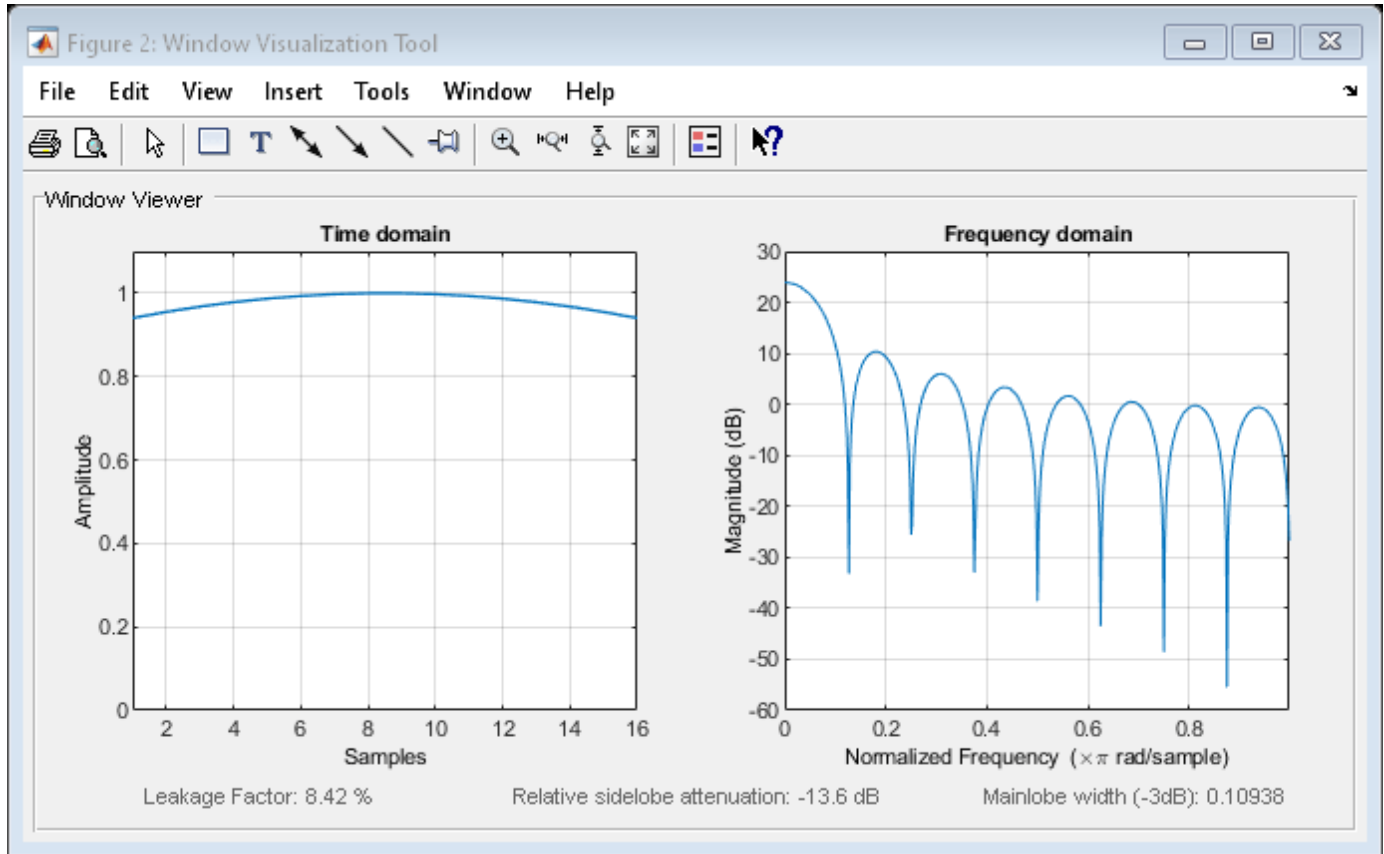 Figure 2: Window Visualization Tool
File Edit View Insert Tools Window Help
T
?
Window Viewer
Time domain
1
0.8
0.6
0.4
0.2
0
Amplitude
2 4 6 8 10 12 14 16
Samples
Frequency domain
30
20
10
0
-10
-20
-30
-40
-50
-60
Magnitude (dB)
0 0.2 0.4 0.6 0.8
Normalized Frequency (×π rad/sample)
Leakage Factor: 8.42 %
Relative sidelobe attenuation: -13.6 dB
Mainlobe width (-3dB): 0.10938